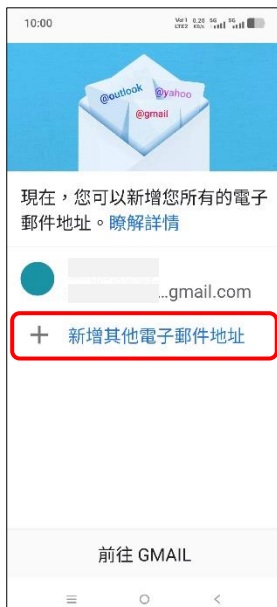 10:00
@outlook
@yahoo
@gmail
現在，您可以新增您所有的電子
郵件地址。瞭解詳情
...gmail.com
新增其他電子郵件地址
前往 GMAIL